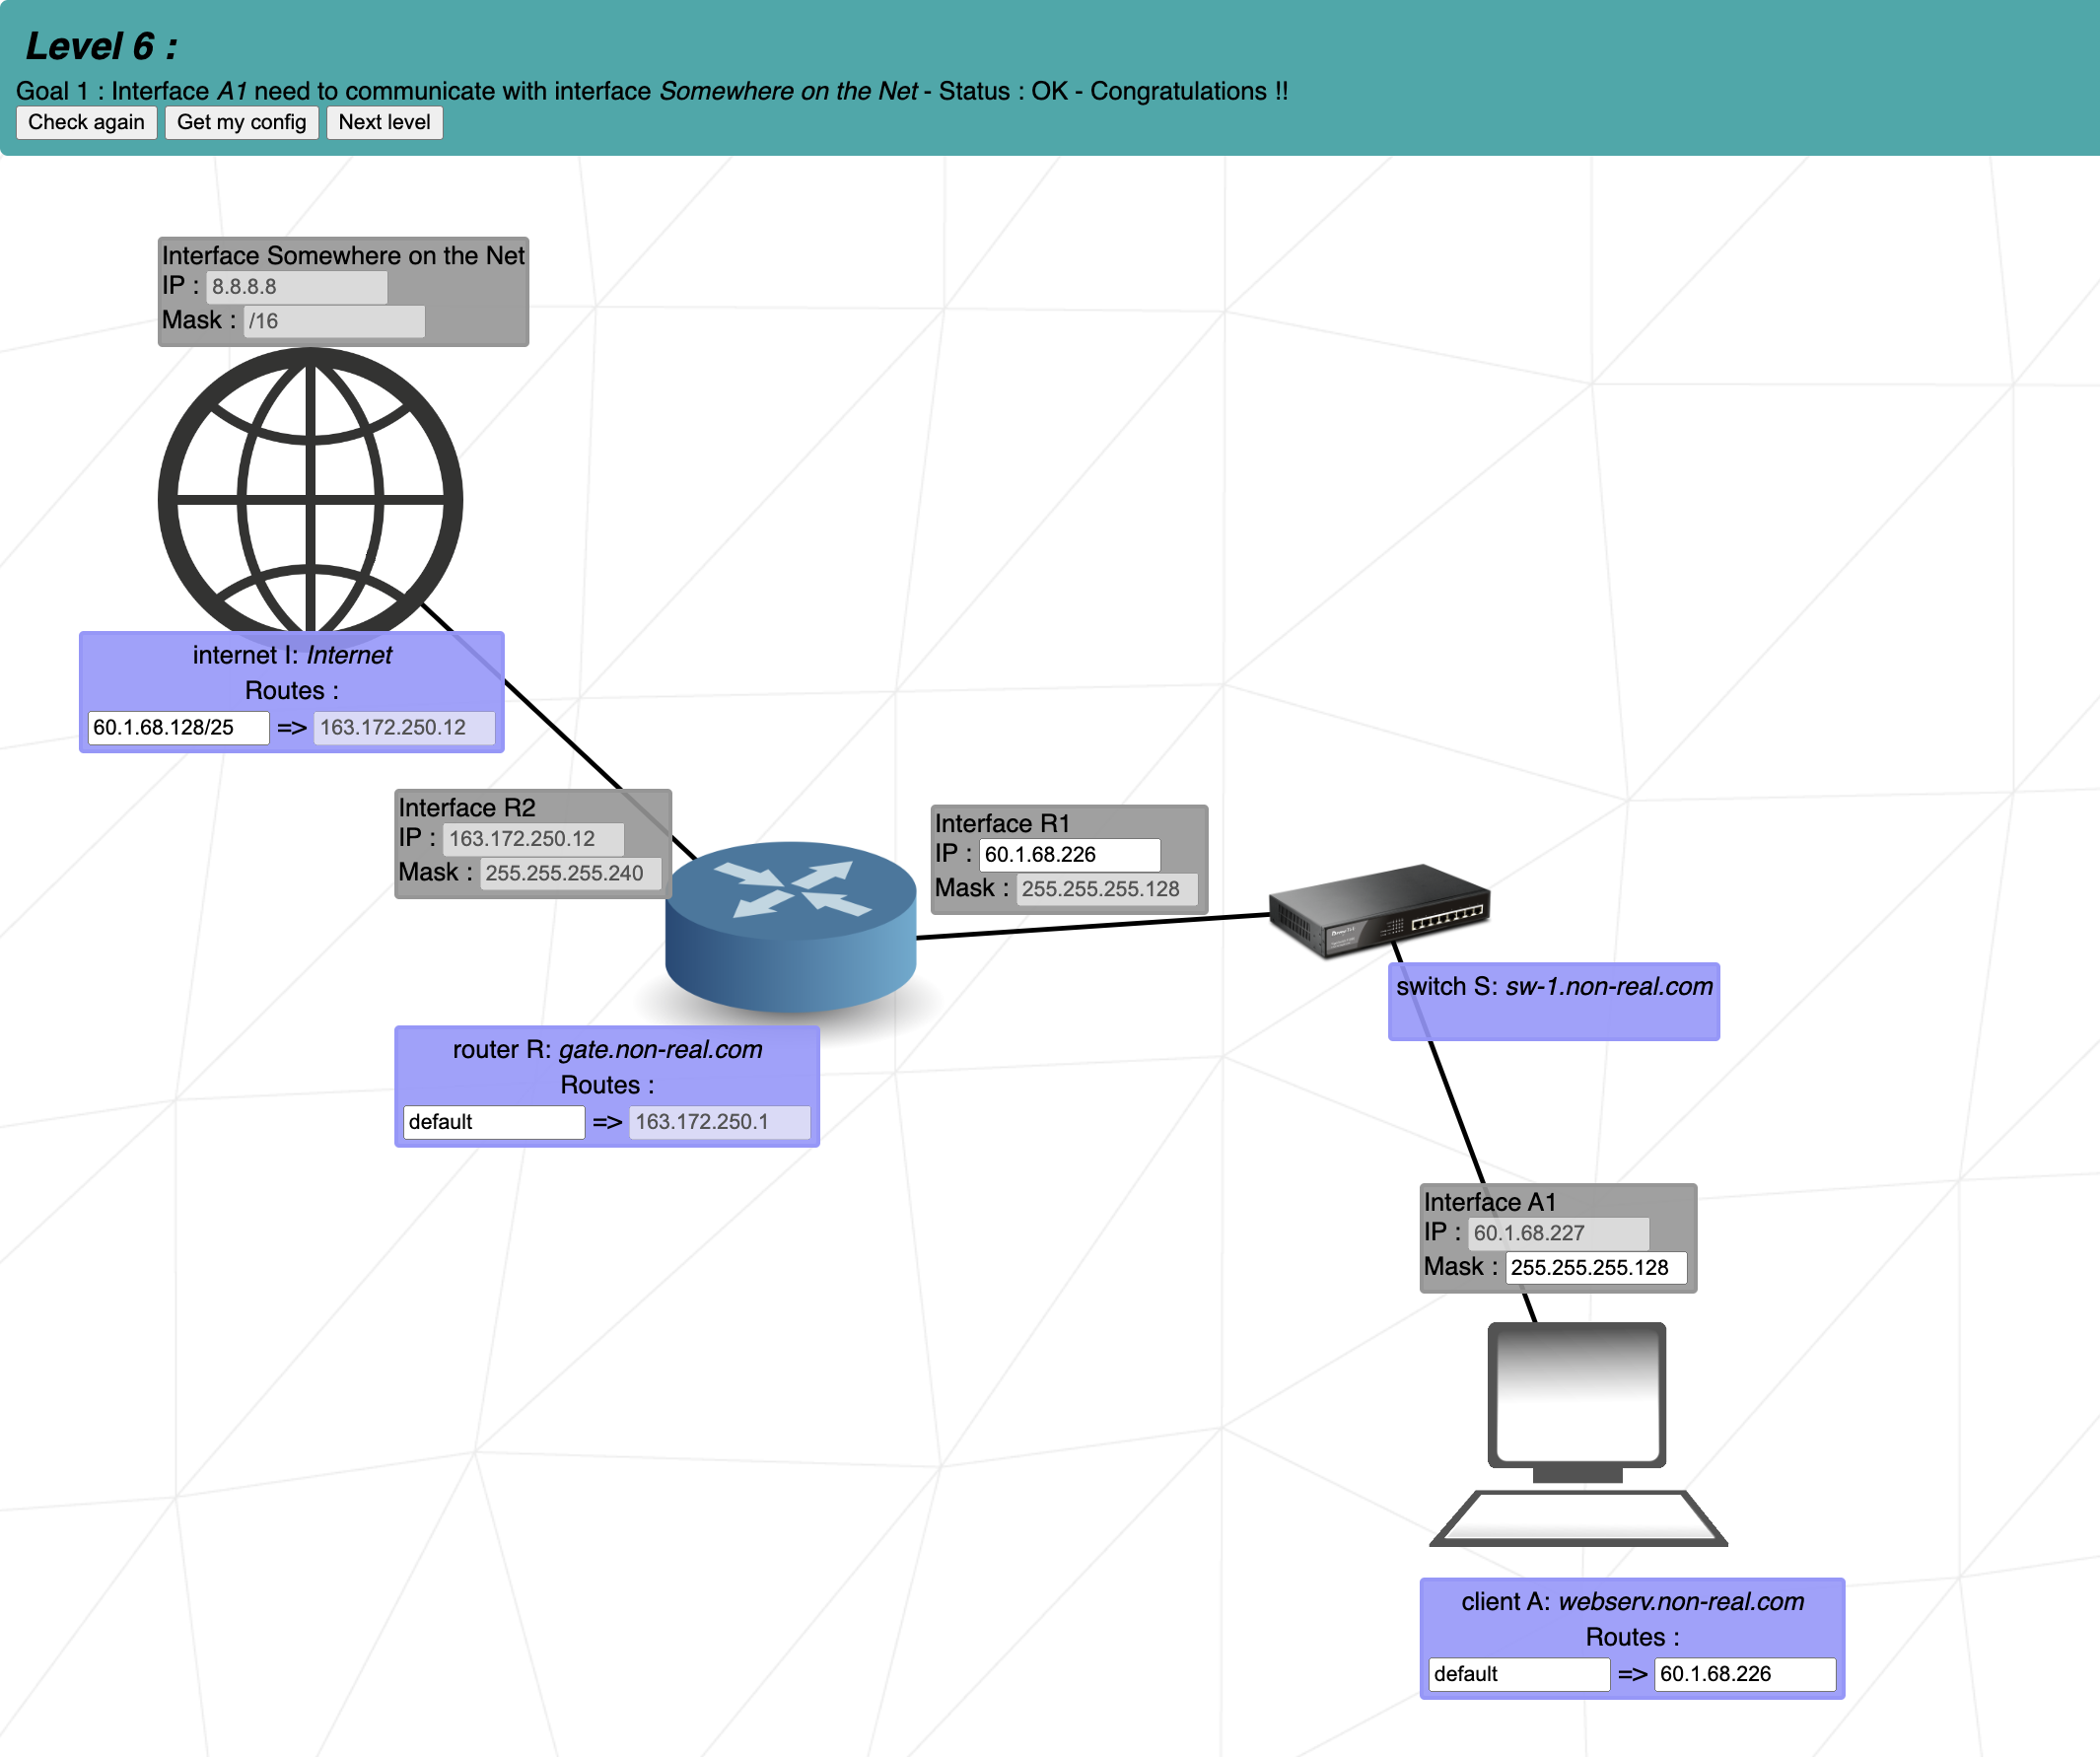 Level 6 :
Goal 1 : Interface A1 need to communicate with interface Somewhere on the Net - Status : OK - Congratulations !!
Check again Get my config Next level
Interface Somewhere on the Net
IP : 8.8.8.8
Mask : /16
internet I: Internet
Routes :
60.1.68.128/25 => 163.172.250.12
Interface R2
IP : 163.172.250.12
Mask : 255.255.255.240
Interface R1
IP : 60.1.68.226
Mask : 255.255.255.128
switch S: sw-1.non-real.com
router R: gate.non-real.com
Routes :
default => 163.172.250.1
Interface A1
IP : 60.1.68.227
Mask : 255.255.255.128
client A: webserv.non-real.com
Routes :
default => 60.1.68.226